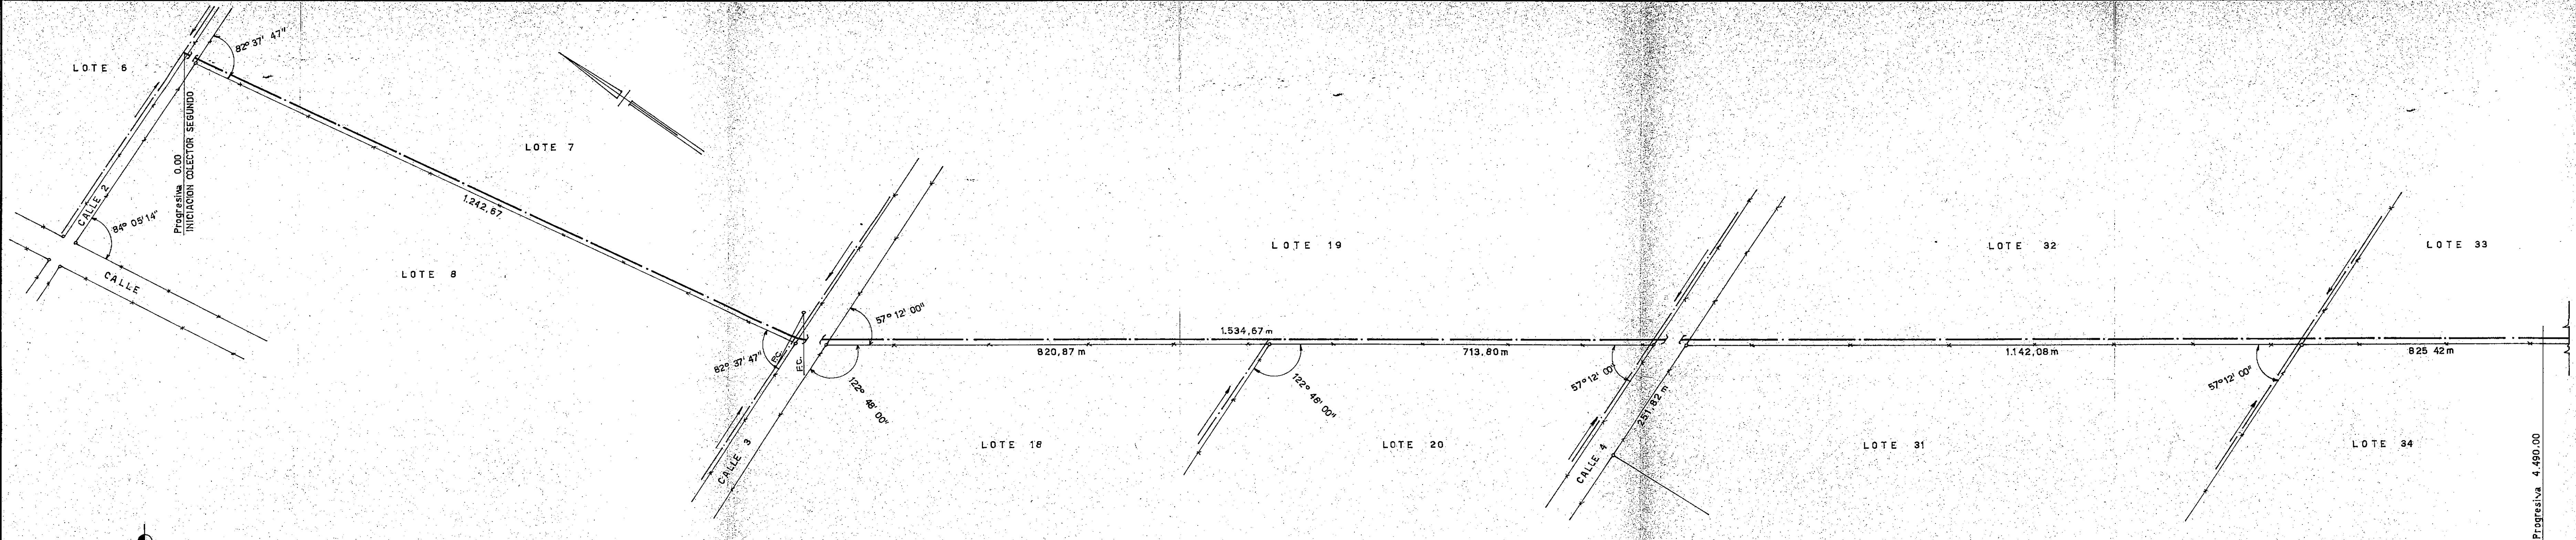 LOTE 6
82° 37' 47"
Progresiva 0.00
INICIACION COLECTOR SEGUNDO
CALLE 2
84° 05' 14"
CALLE
LOTE 7
1.242,67
LOTE 8
82° 37' 47"
P.C.
F.C.
57° 12' 00"
122° 48' 00"
CALLE 3
LOTE 19
1.534,67 m
820,87 m
713,80 m
LOTE 18
122° 48' 00"
LOTE 20
57° 12' 00"
251,82 m
CALLE 4
LOTE 32
1.142,08 m
LOTE 31
LOTE 33
57° 12' 00"
825 42 m
LOTE 34
Progresiva 4.490.00